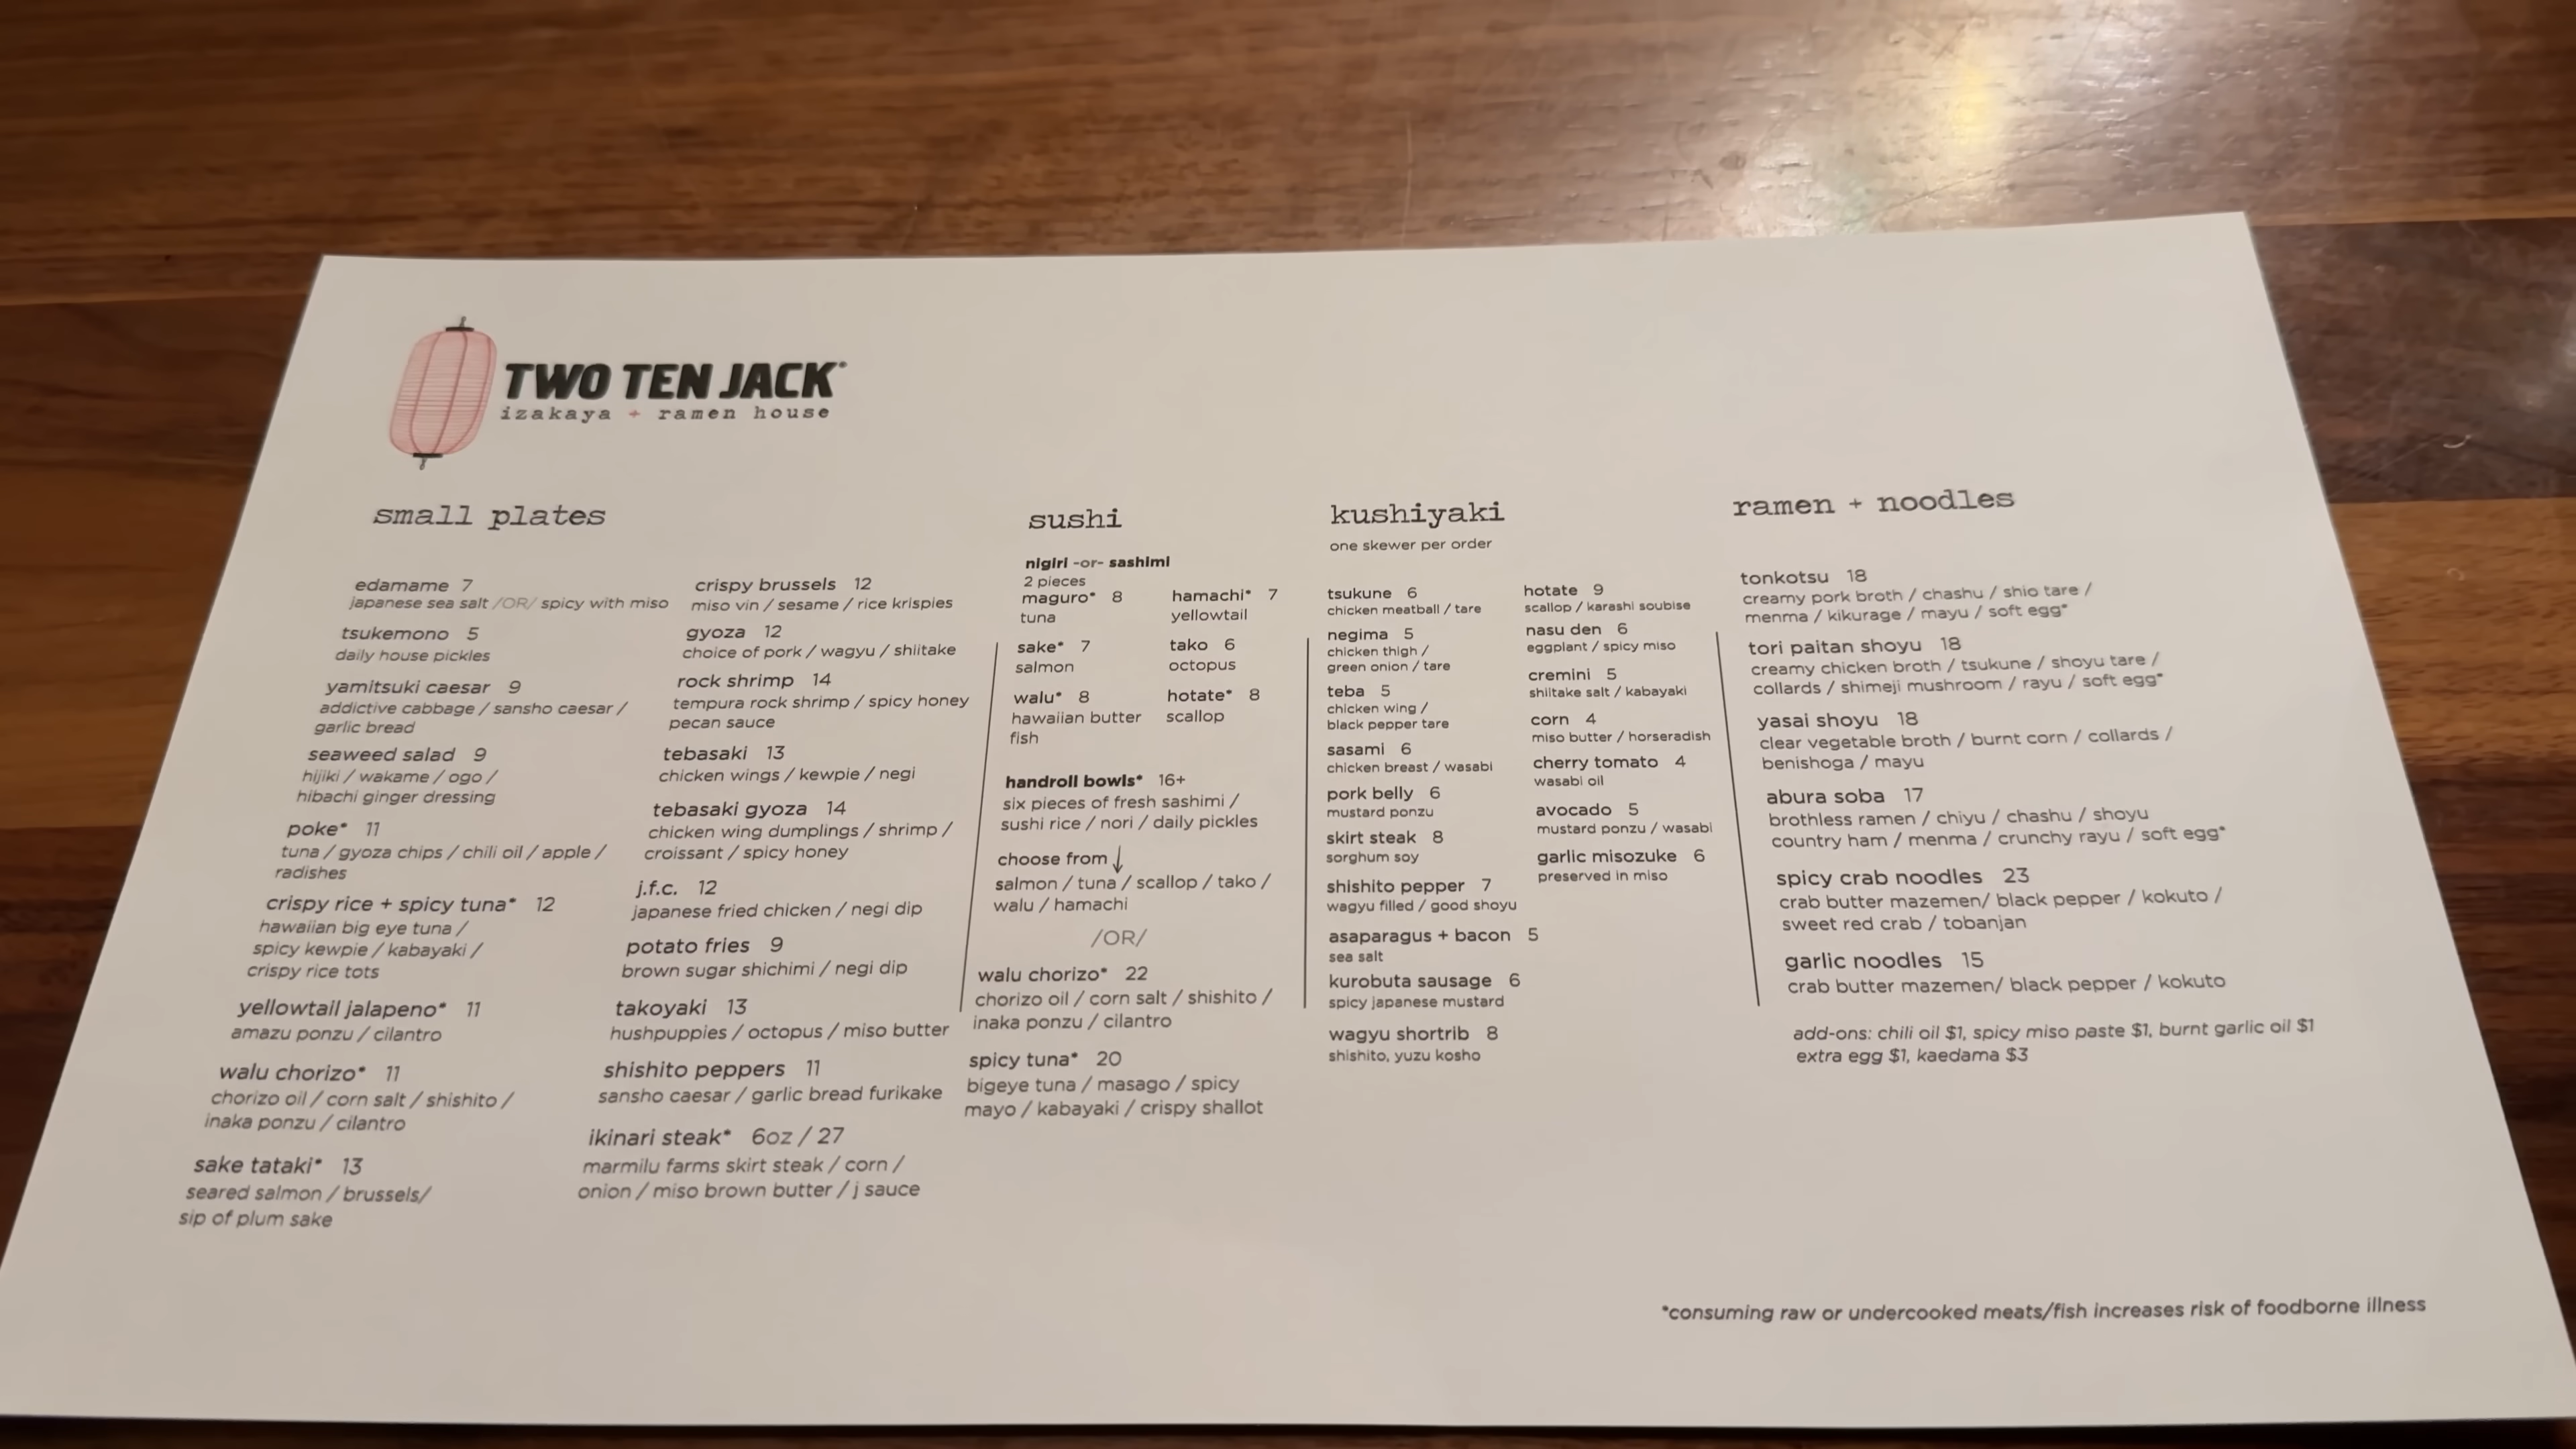 TWO TEN JACK
izakaya + ramen house
small plates
edamame 7
japanese sea salt /OR/ spicy with miso
tsukemono 5
daily house pickles
yamitsuki caesar 9
addictive cabbage / sansho caesar /
garlic bread
seaweed salad 9
hijiki / wakame / ogo /
hibachi ginger dressing
poke* 11
tuna / gyoza chips / chili oil / apple /
radishes
crispy rice + spicy tuna* 12
hawaiian big eye tuna /
spicy kewpie / kabayaki /
crispy rice tots
yellowtail jalapeno* 11
amazu ponzu / cilantro
walu chorizo* 11
chorizo oil / corn salt / shishito /
inaka ponzu / cilantro
sake tataki* 13
seared salmon / brussels/
sip of plum sake
crispy brussels 12
miso vin / sesame / rice krispies
gyoza 12
choice of pork / wagyu / shiitake
rock shrimp 14
tempura rock shrimp / spicy honey
pecan sauce
tebasaki 13
chicken wings / kewpie / negi
tebasaki gyoza 14
chicken wing dumplings / shrimp /
croissant / spicy honey
j.f.c. 12
japanese fried chicken / negi dip
potato fries 9
brown sugar shichimi / negi dip
takoyaki 13
hushpuppies / octopus / miso butter
shishito peppers 11
sansho caesar / garlic bread furikake
ikinari steak* 6oz / 27
marmilu farms skirt steak / corn /
onion / miso brown butter / j sauce
sushi
nigiri -or- sashimi
2 pieces
maguro* 8
tuna
sake* 7
salmon
walu* 8
hawaiian butter
fish
hamachi* 7
yellowtail
tako 6
octopus
hotate* 8
scallop
handroll bowls* 16+
six pieces of fresh sashimi /
sushi rice / nori / daily pickles
choose from ↓
salmon / tuna / scallop / tako /
walu / hamachi
/OR/
walu chorizo* 22
chorizo oil / corn salt / shishito /
inaka ponzu / cilantro
spicy tuna* 20
bigeye tuna / masago / spicy
mayo / kabayaki / crispy shallot
kushiyaki
one skewer per order
tsukune 6
chicken meatball / tare
negima 5
chicken thigh /
green onion / tare
teba 5
chicken wing /
black pepper tare
sasami 6
chicken breast / wasabi
pork belly 6
mustard ponzu
skirt steak 8
sorghum soy
shishito pepper 7
wagyu filled / good shoyu
asaparagus + bacon 5
sea salt
kurobuta sausage 6
spicy japanese mustard
wagyu shortrib 8
shishito, yuzu kosho
hotate 9
scallop / karashi soubise
nasu den 6
eggplant / spicy miso
cremini 5
shiitake salt / kabayaki
corn 4
miso butter / horseradish
cherry tomato 4
wasabi oil
avocado 5
mustard ponzu / wasabi
garlic misozuke 6
preserved in miso
ramen + noodles
tonkotsu 18
creamy pork broth / chashu / shio tare /
menma / kikurage / mayu / soft egg*
tori paitan shoyu 18
creamy chicken broth / tsukune / shoyu tare /
collards / shimeji mushroom / rayu / soft egg*
yasai shoyu 18
clear vegetable broth / burnt corn / collards /
benishoga / mayu
abura soba 17
brothless ramen / chiyu / chashu / shoyu
country ham / menma / crunchy rayu / soft egg*
spicy crab noodles 23
crab butter mazemen/ black pepper / kokuto /
sweet red crab / tobanjan
garlic noodles 15
crab butter mazemen/ black pepper / kokuto
add-ons: chili oil $1, spicy miso paste $1, burnt garlic oil $1
extra egg $1, kaedama $3
*consuming raw or undercooked meats/fish increases risk of foodborne illness